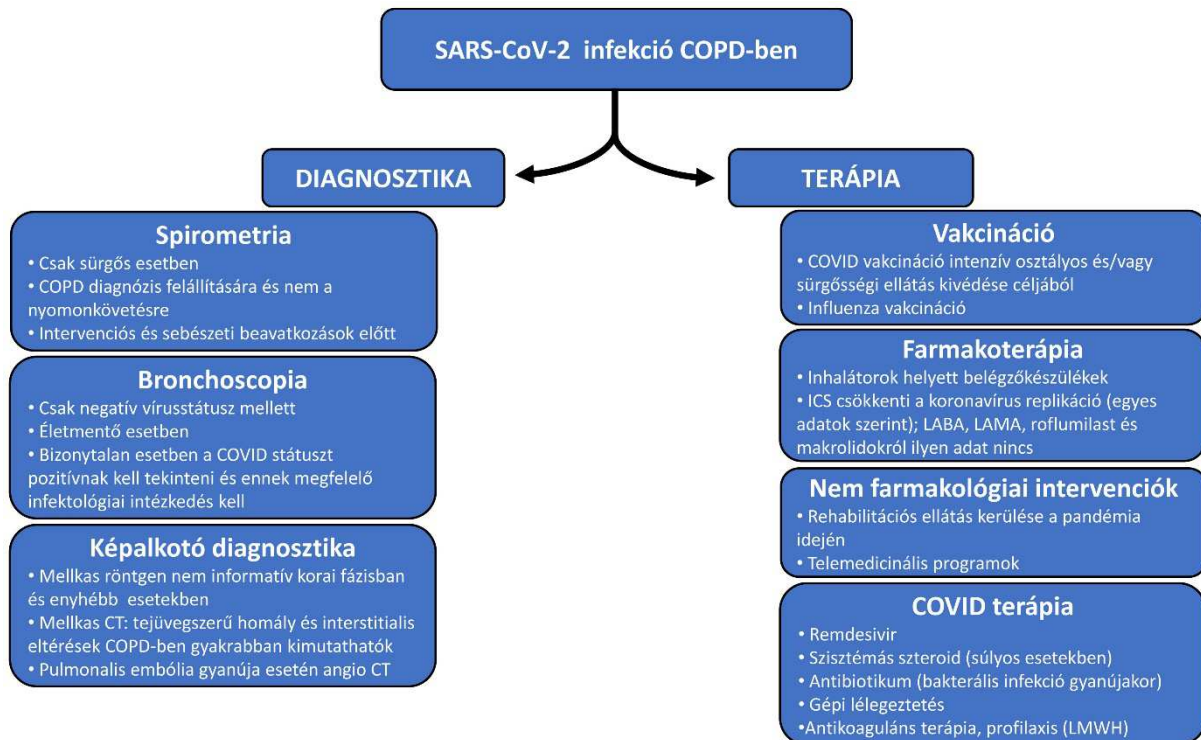 SARS-CoV-2 infekció COPD-ben
DIAGNOSZTIKA
Spirometria
• Csak sürgős esetben
• COPD diagnózis felállítására és nem a
nyomonkövetésre
• Intervenciós és sebészeti beavatkozások előtt
Bronchoscopia
• Csak negatív vírusstátusz mellett
• Életmentő esetben
• Bizonytalan esetben a COVID státuszt
pozitívnak kell tekinteni és ennek megfelelő
infektológiai intézkedés kell
Képalkotó diagnosztika
• Mellkas röntgen nem informatív korai fázisban
és enyhébb esetekben
• Mellkas CT: tejüvegszerű homály és interstitialis
eltérések COPD-ben gyakrabban kimutathatók
• Pulmonalis embólia gyanúja esetén angio CT
TERÁPIA
Vakcináció
• COVID vakcináció intenzív osztályos és/vagy
sürgősségi ellátás kivédése céljából
• Influenza vakcináció
Farmakoterápia
• Inhalátorok helyett belégzőkészülékek
• ICS csökkenti a koronavírus replikáció (egyes
adatok szerint); LABA, LAMA, roflumilast és
makrolidokról ilyen adat nincs
Nem farmakológiai intervenciók
• Rehabilitációs ellátás kerülése a pandémia
idején
• Telemedicinális programok
COVID terápia
• Remdesivir
• Szisztémás szteroid (súlyos esetekben)
• Antibiotikum (bakterális infekció gyanújakor)
• Gépi lélegeztetés
•Antikoaguláns terápia, profilaxis (LMWH)